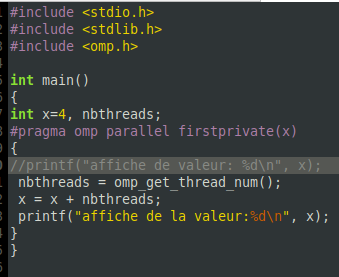 #include <stdio.h>
#include <stdlib.h>
#include <omp.h>
int main()
{
int x=4, nbthreads;
#pragma omp parallel firstprivate(x)
{
//printf("affiche de valeur: %d\n", x);
nbthreads = omp_get_thread_num();
x = x + nbthreads;
printf("affiche de la valeur:%d\n", x);
}
}